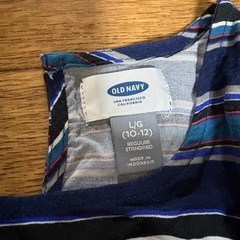 OLD NAVY
SAN FRANCISCO
CALIFORNIA
L/G
(10-12)
REGULAR
STANDARD
MADE IN
INDONESIA